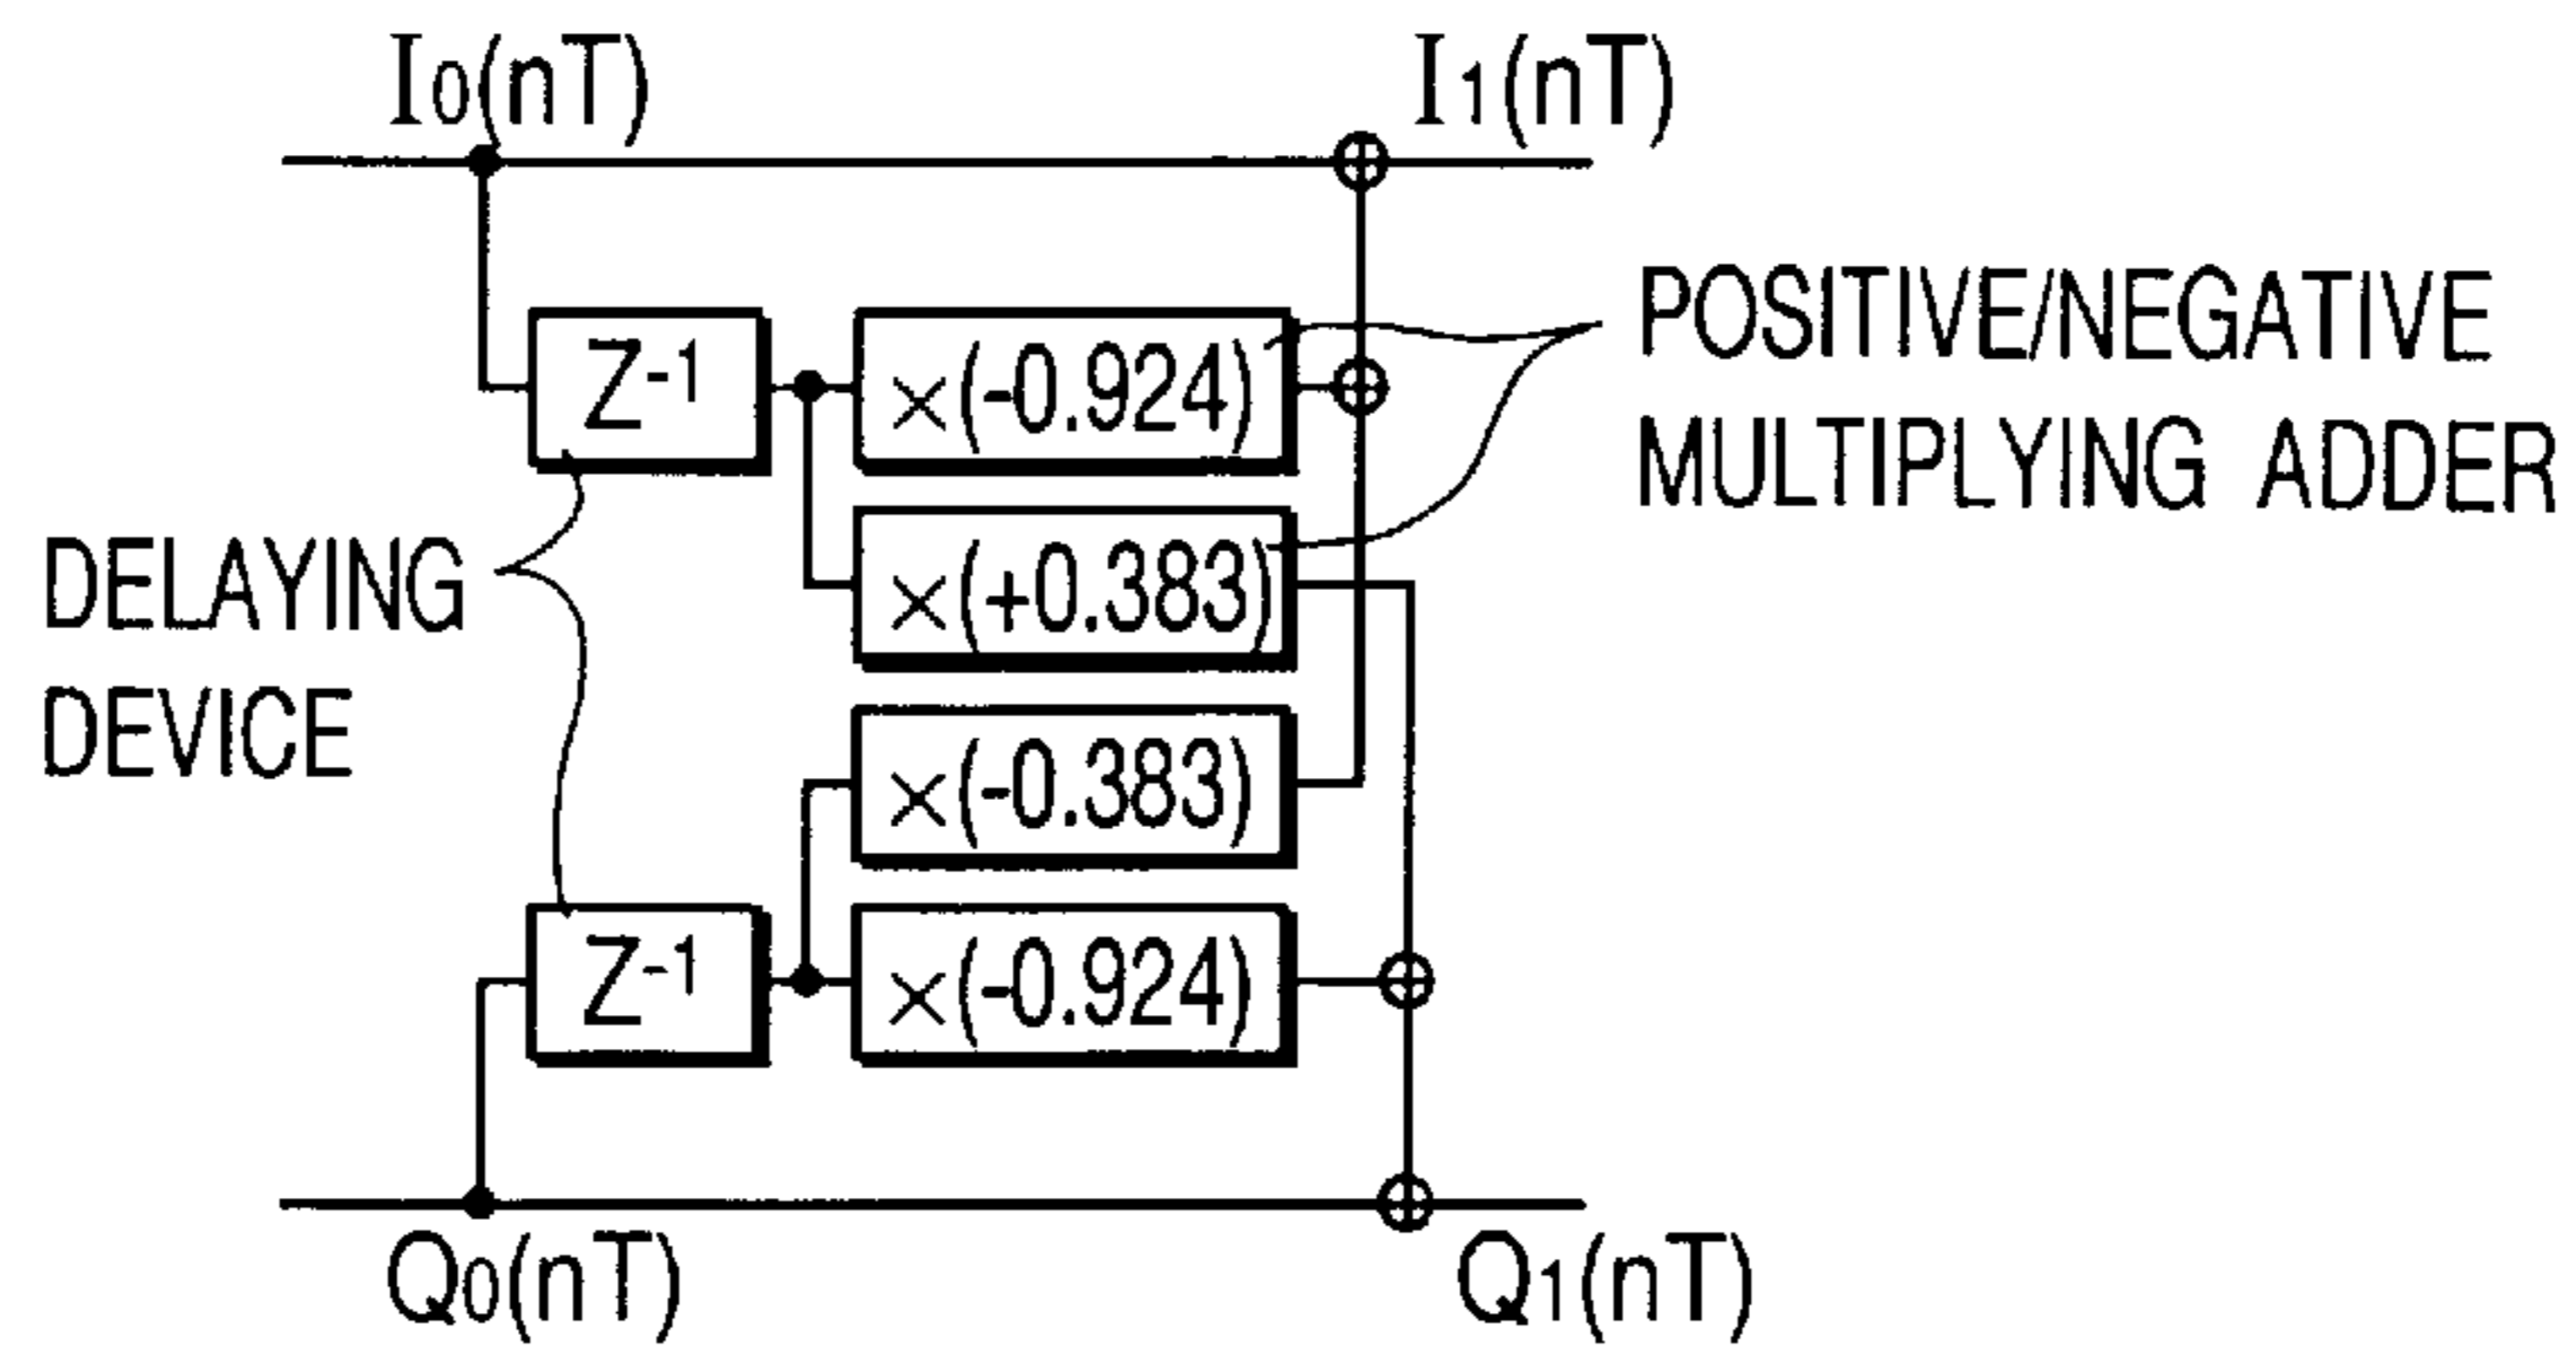 I0(nT)
I1(nT)
Z-1
×(-0.924)
POSITIVE/NEGATIVE
MULTIPLYING ADDER
×(+0.383)
DELAYING
DEVICE
×(-0.383)
Z-1
×(-0.924)
Q0(nT)
Q1(nT)